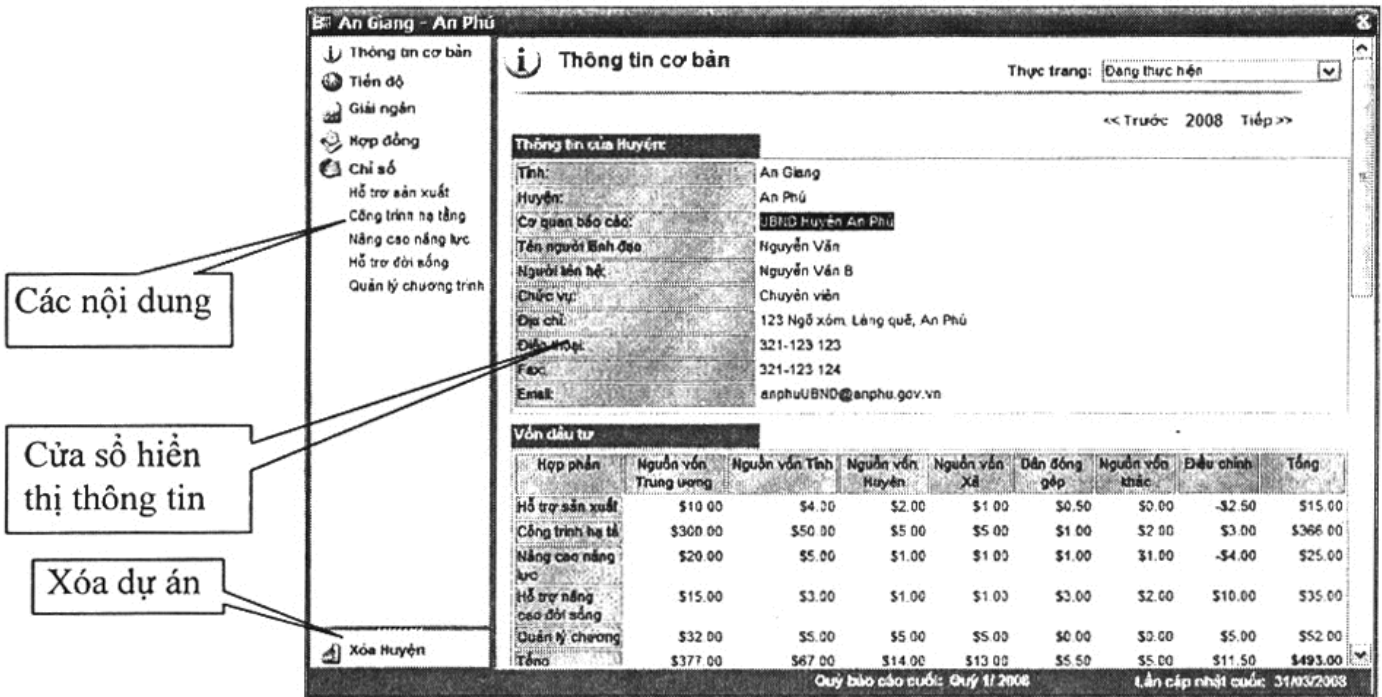 An Giang - An Phú
Thông tin cơ bản
Tiến độ
Giải ngân
Hợp đồng
Chỉ số
Hỗ trợ sản xuất
Công trình hạ tầng
Nâng cao năng lực
Hỗ trợ đời sống
Quản lý chương trình
Xóa Huyện
Các nội dung
Cửa sổ hiển
thị thông tin
Xóa dự án
Thông tin cơ bản
Thực trang: Đang thực hiện
<< Trước 2008 Tiếp >>
Thông tin của Huyện:
Tỉnh: An Giang
Huyện: An Phú
Cơ quan báo cáo: UBND Huyện An Phú
Tên người lãnh đạo Nguyễn Văn
Người liên hệ: Nguyễn Văn B
Chức vụ: Chuyên viên
Địa chỉ: 123 Ngõ xóm, Làng quê, An Phú
Điện thoại: 321-123 123
Fax: 321-123 124
Email: anphuUBND@anphu.gov.vn
Vốn đầu tư
Hợp phần Nguồn vốn Trung ương Nguồn vốn Tỉnh Nguồn vốn Huyện Nguồn vốn Xã Dân đóng góp Nguồn vốn khác Điều chỉnh Tổng
Hỗ trợ sản xuất $10.00 $4.00 $2.00 $1.00 $0.50 $0.00 -$2.50 $15.00
Công trình hạ tầ $300.00 $50.00 $5.00 $5.00 $1.00 $2.00 $3.00 $366.00
Nâng cao năng lực $20.00 $5.00 $1.00 $1.00 $1.00 $1.00 -$4.00 $25.00
Hỗ trợ nâng cao đời sống $15.00 $3.00 $1.00 $1.00 $3.00 $2.00 $10.00 $35.00
Quản lý chương $32.00 $5.00 $5.00 $5.00 $0.00 $0.00 $5.00 $52.00
Tổng $377.00 $67.00 $14.00 $13.00 $5.50 $5.00 $11.50 $493.00
Quý báo cáo cuối: Quý 1/ 2008 Lần cập nhật cuối: 31/03/2008